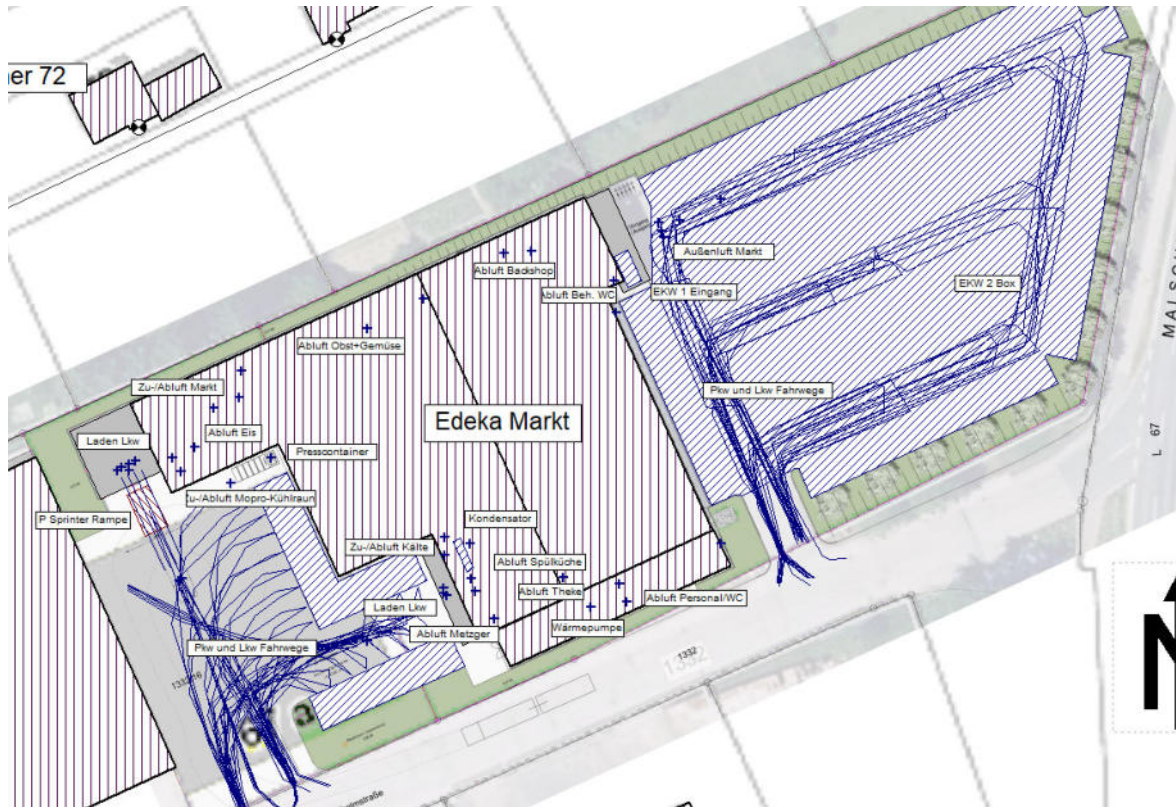 er 72
Abluft Backshop
Außenluft Markt
Abluft Beh. WC
EKW 1 Eingang
EKW 2 Box
MALS
Abluft Obst+Gemüse
Zu-/Abluft Markt
Pkw und Lkw Fahrwege
Edeka Markt
Abluft Eis
Laden Lkw
Presscontainer
L 67
Zu-/Abluft Mopro-Kühlraun
P Sprinter Rampe
Kondensator
Zu-/Abluft Kälte
Abluft Spülküche
Abluft Theke
Abluft Personal/WC
Laden Lkw
Abluft Metzger
Wärmepumpe
Pkw und Lkw Fahrwege
1332
1332
N